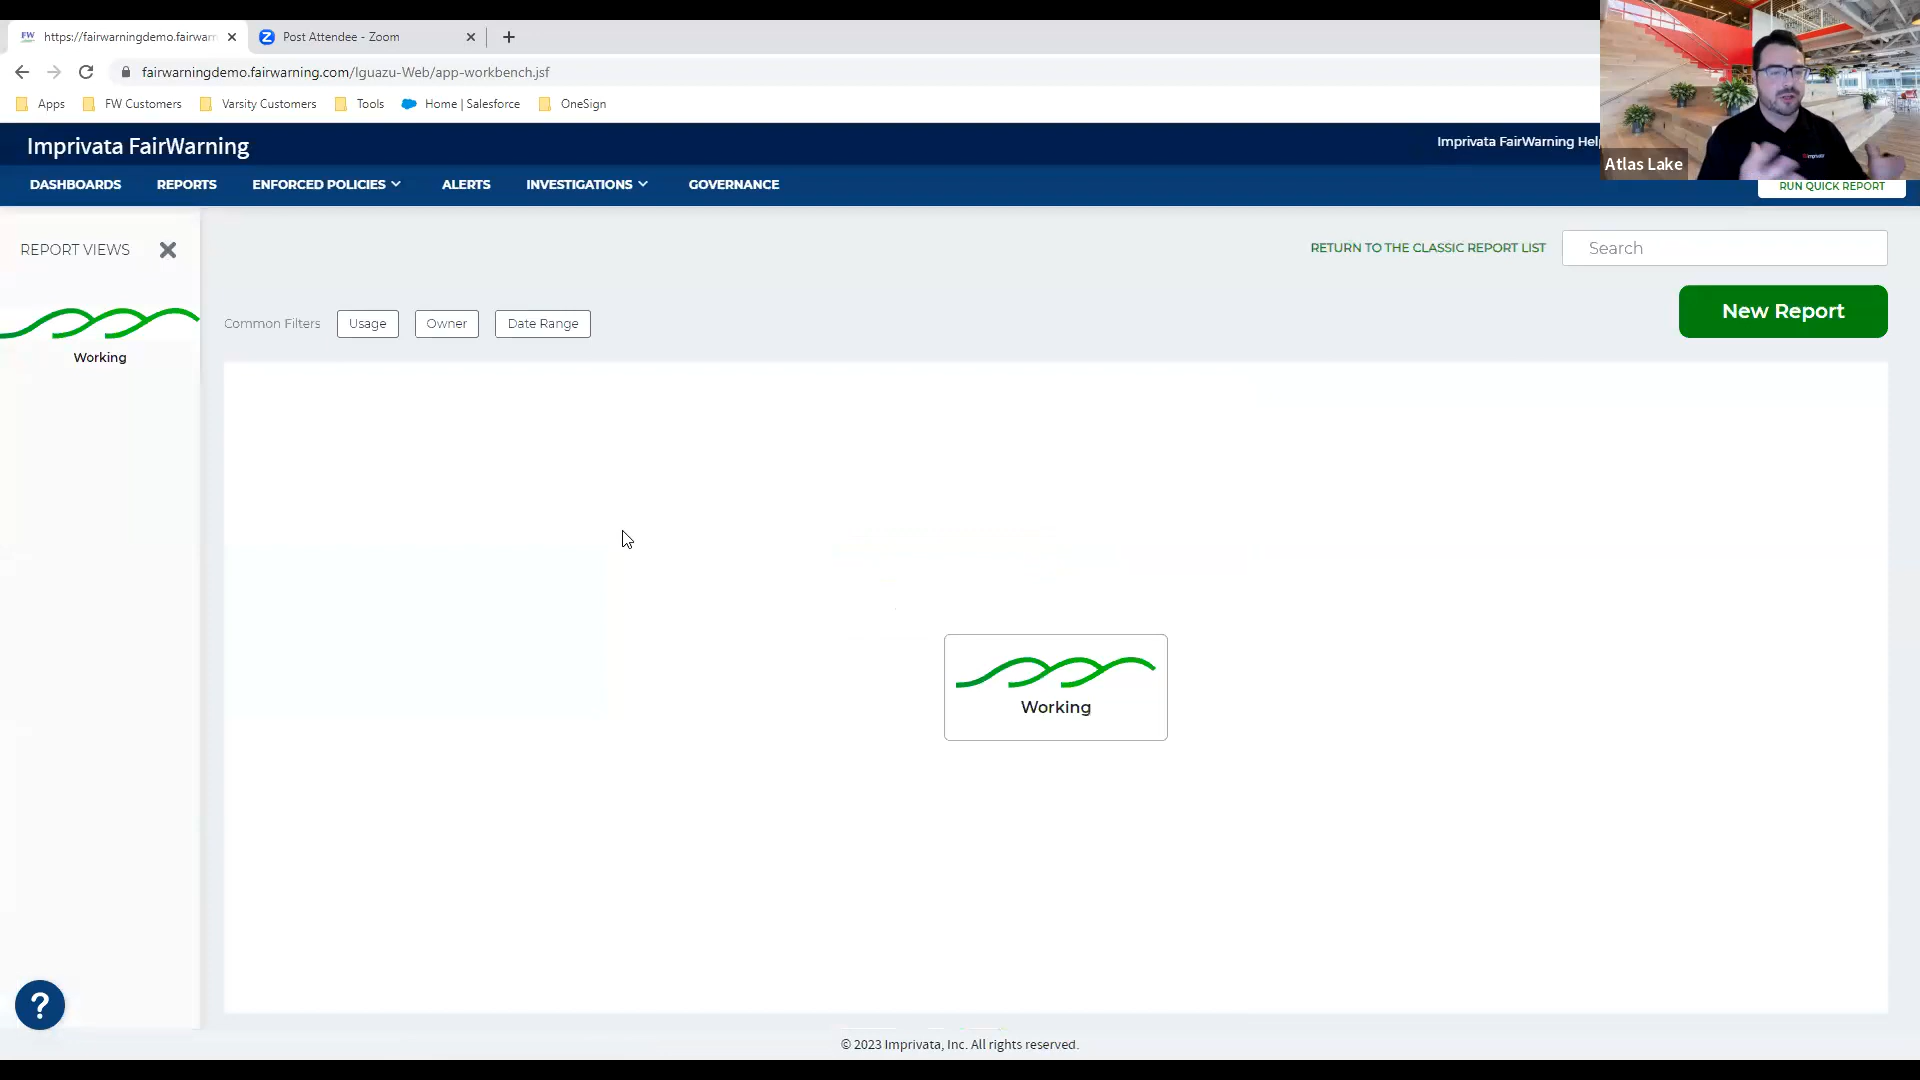 FW https://fairwarningdemo.fairwarn
Post Attendee - Zoom
fairwarningdemo.fairwarning.com/Iguazu-Web/app-workbench.jsf
Apps
FW Customers
Varsity Customers
Tools
Home | Salesforce
OneSign
Imprivata FairWarning
Imprivata FairWarning Hel
Atlas Lake
DASHBOARDS
REPORTS
ENFORCED POLICIES
ALERTS
INVESTIGATIONS
GOVERNANCE
RUN QUICK REPORT
REPORT VIEWS
RETURN TO THE CLASSIC REPORT LIST
Search
Common Filters
Usage
Owner
Date Range
New Report
Working
Working
?
© 2023 Imprivata, Inc. All rights reserved.